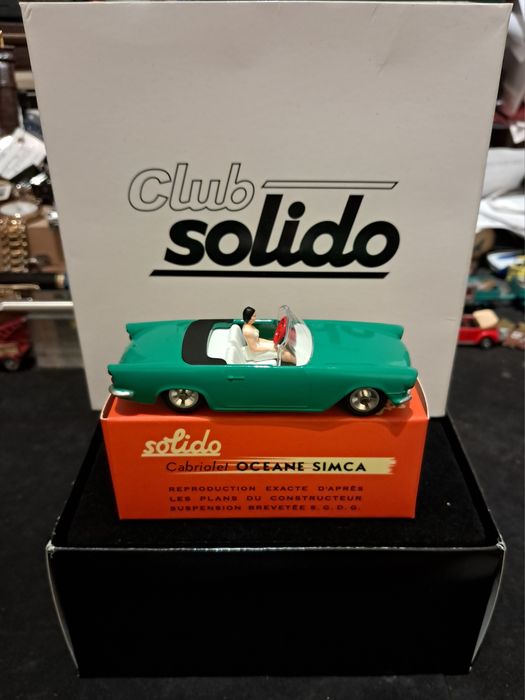 Club
solido
solido
Cabriolet OCEANE SIMCA
REPRODUCTION EXACTE D'APRÈS
LES PLANS DU CONSTRUCTEUR
SUSPENSION BREVETÉE S.G.D.G.